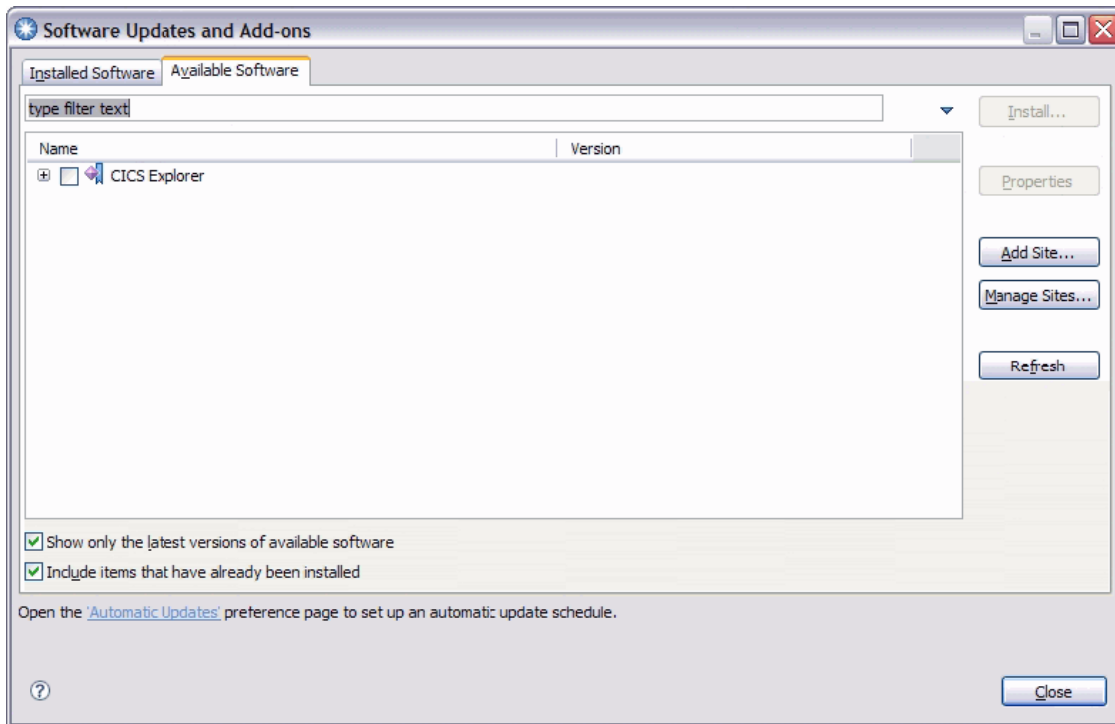 Software Updates and Add-ons
Installed Software Available Software
type filter text
Install...
Name Version
CICS Explorer
Properties
Add Site...
Manage Sites...
Refresh
Show only the latest versions of available software
Include items that have already been installed
Open the 'Automatic Updates' preference page to set up an automatic update schedule.
?
Close